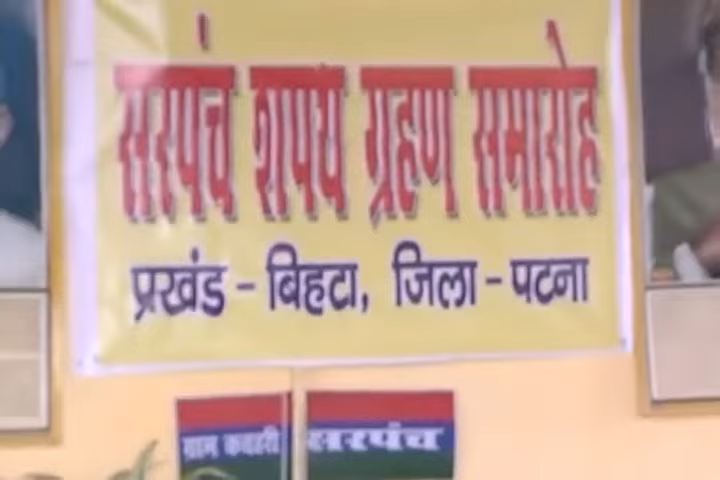 सरपंच शपथ ग्रहण समारोह
प्रखंड - बिहटा, जिला - पटना
ग्राम कचहरी सरपंच